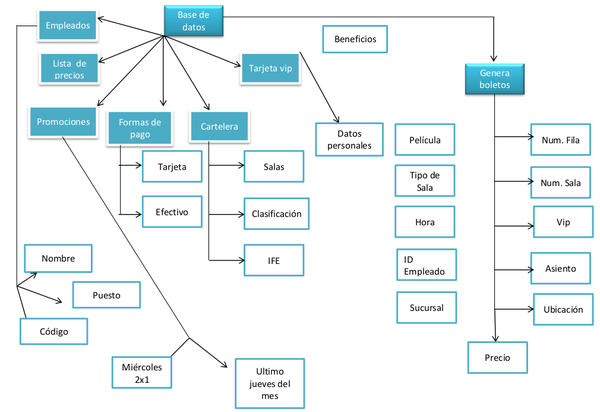 Base de
datos
Empleados
Beneficios
Lista de
precios
Tarjeta vip
Genera
boletos
Promociones
Formas de
pago
Cartelera
Datos
personales
Película
Num. Fila
Tarjeta
Salas
Tipo de
Sala
Num. Sala
Efectivo
Clasificación
Hora
Vip
Nombre
IFE
ID
Empleado
Asiento
Puesto
Sucursal
Ubicación
Código
Precio
Miércoles
2x1
Ultimo
jueves del
mes